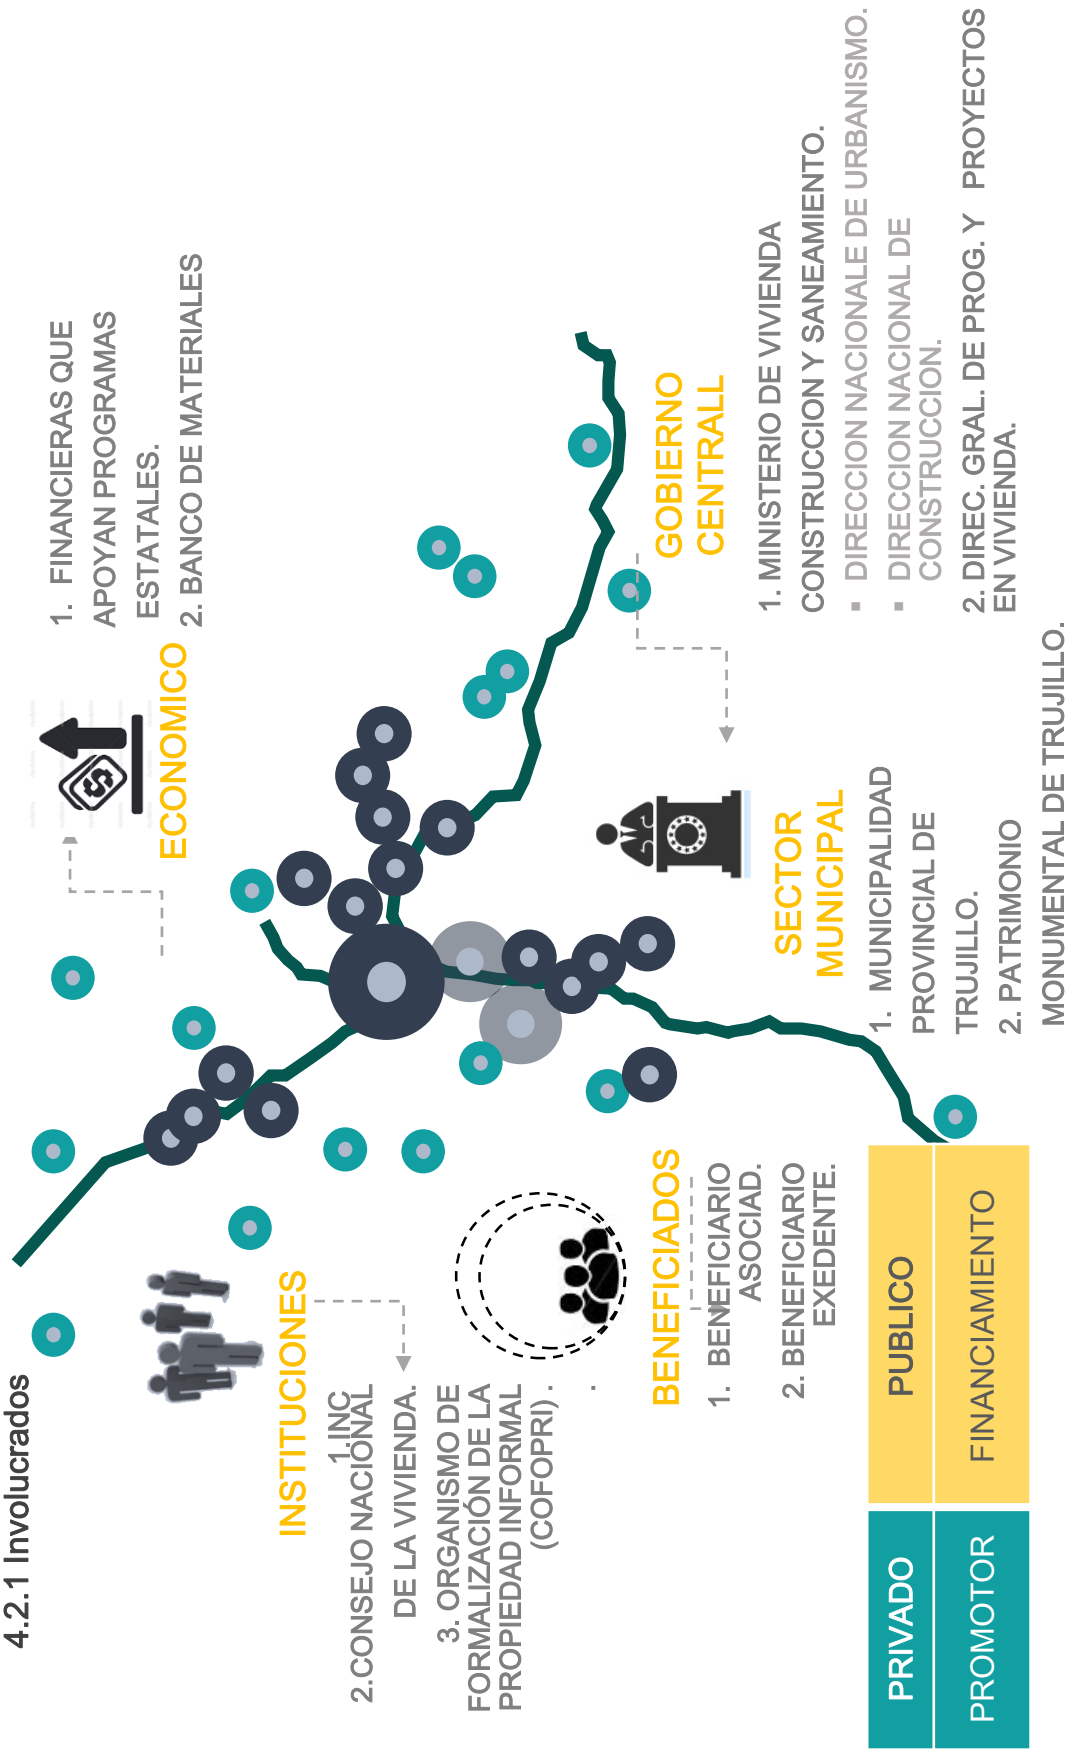 4.2.1 Involucrados
INSTITUCIONES
1.INC
2.CONSEJO NACIONAL
DE LA VIVIENDA.
3. ORGANISMO DE
FORMALIZACIÓN DE LA
PROPIEDAD INFORMAL
(COFOPRI).
.
.
ECONOMICO
1. FINANCIERAS QUE
APOYAN PROGRAMAS
ESTATALES.
2. BANCO DE MATERIALES
BENEFICIADOS
1. BENEFICIARIO
ASOCIAD.
2. BENEFICIARIO
EXEDENTE.
SECTOR
MUNICIPAL
1. MUNICIPALIDAD
PROVINCIAL DE
TRUJILLO.
2. PATRIMONIO
MONUMENTAL DE TRUJILLO.
GOBIERNO
CENTRALL
1. MINISTERIO DE VIVIENDA
CONSTRUCCION Y SANEAMIENTO.
▪ DIRECCION NACIONALE DE URBANISMO.
▪ DIRECCION NACIONAL DE
CONSTRUCCION.
2. DIREC. GRAL. DE PROG. Y PROYECTOS
EN VIVIENDA.
PRIVADO PUBLICO
PROMOTOR FINANCIAMIENTO